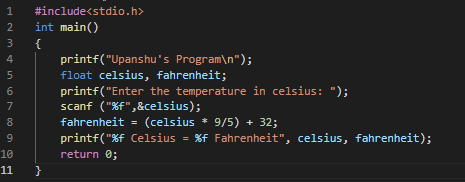 1 #include<stdio.h>
2 int main()
3 {
4 printf("Upanshu's Program\n");
5 float celsius, fahrenheit;
6 printf("Enter the temperature in celsius: ");
7 scanf ("%f",&celsius);
8 fahrenheit = (celsius * 9/5) + 32;
9 printf("%f Celsius = %f Fahrenheit", celsius, fahrenheit);
10 return 0;
11 }